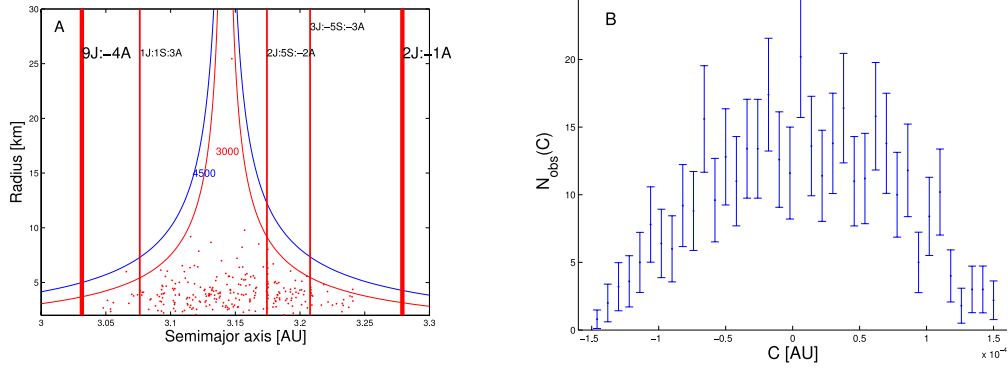 A
9J:−4A
1J:1S:3A
2J:5S:−2A
3J:−5S:−3A
2J:−1A
3000
4500
30
25
20
15
10
5
3
3.05
3.1
3.15
3.2
3.25
3.3
Radius [km]
Semimajor axis [AU]
B
20
15
10
5
0
−1.5
−1
−0.5
0
0.5
1
1.5
x 10⁻⁴
N_obs(C)
C [AU]